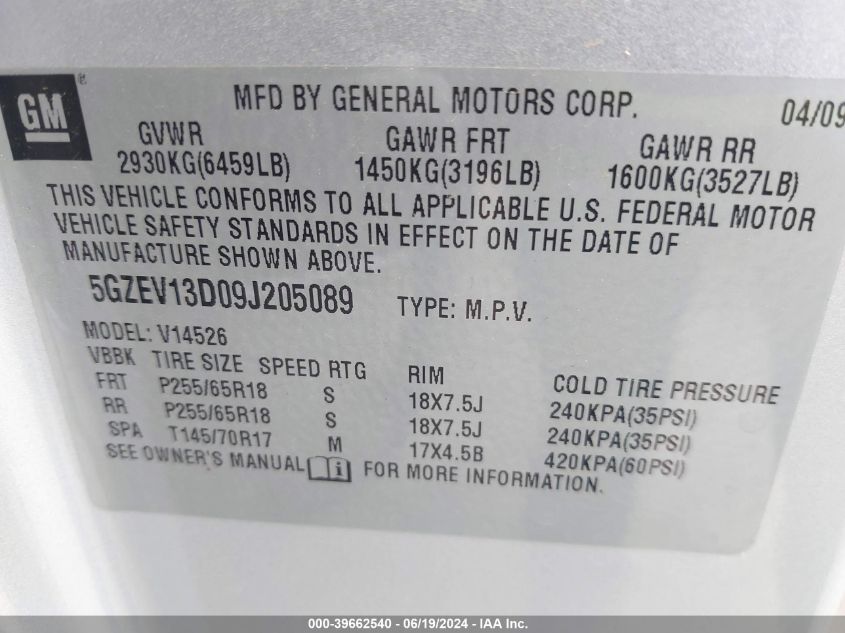 GM®
MFD BY GENERAL MOTORS CORP. 04/09
GVWR GAWR FRT GAWR RR
2930KG(6459LB) 1450KG(3196LB) 1600KG(3527LB)
THIS VEHICLE CONFORMS TO ALL APPLICABLE U.S. FEDERAL MOTOR
VEHICLE SAFETY STANDARDS IN EFFECT ON THE DATE OF
MANUFACTURE SHOWN ABOVE.
5GZEV13D09J205089 TYPE: M.P.V.
MODEL: V14526
VBBK TIRE SIZE SPEED RTG RIM COLD TIRE PRESSURE
FRT P255/65R18 S 18X7.5J 240KPA(35PSI)
RR P255/65R18 S 18X7.5J 240KPA(35PSI)
SPA T145/70R17 M 17X4.5B 420KPA(60PSI)
SEE OWNER'S MANUAL i FOR MORE INFORMATION.
000-39662540 - 06/19/2024 - IAA Inc.